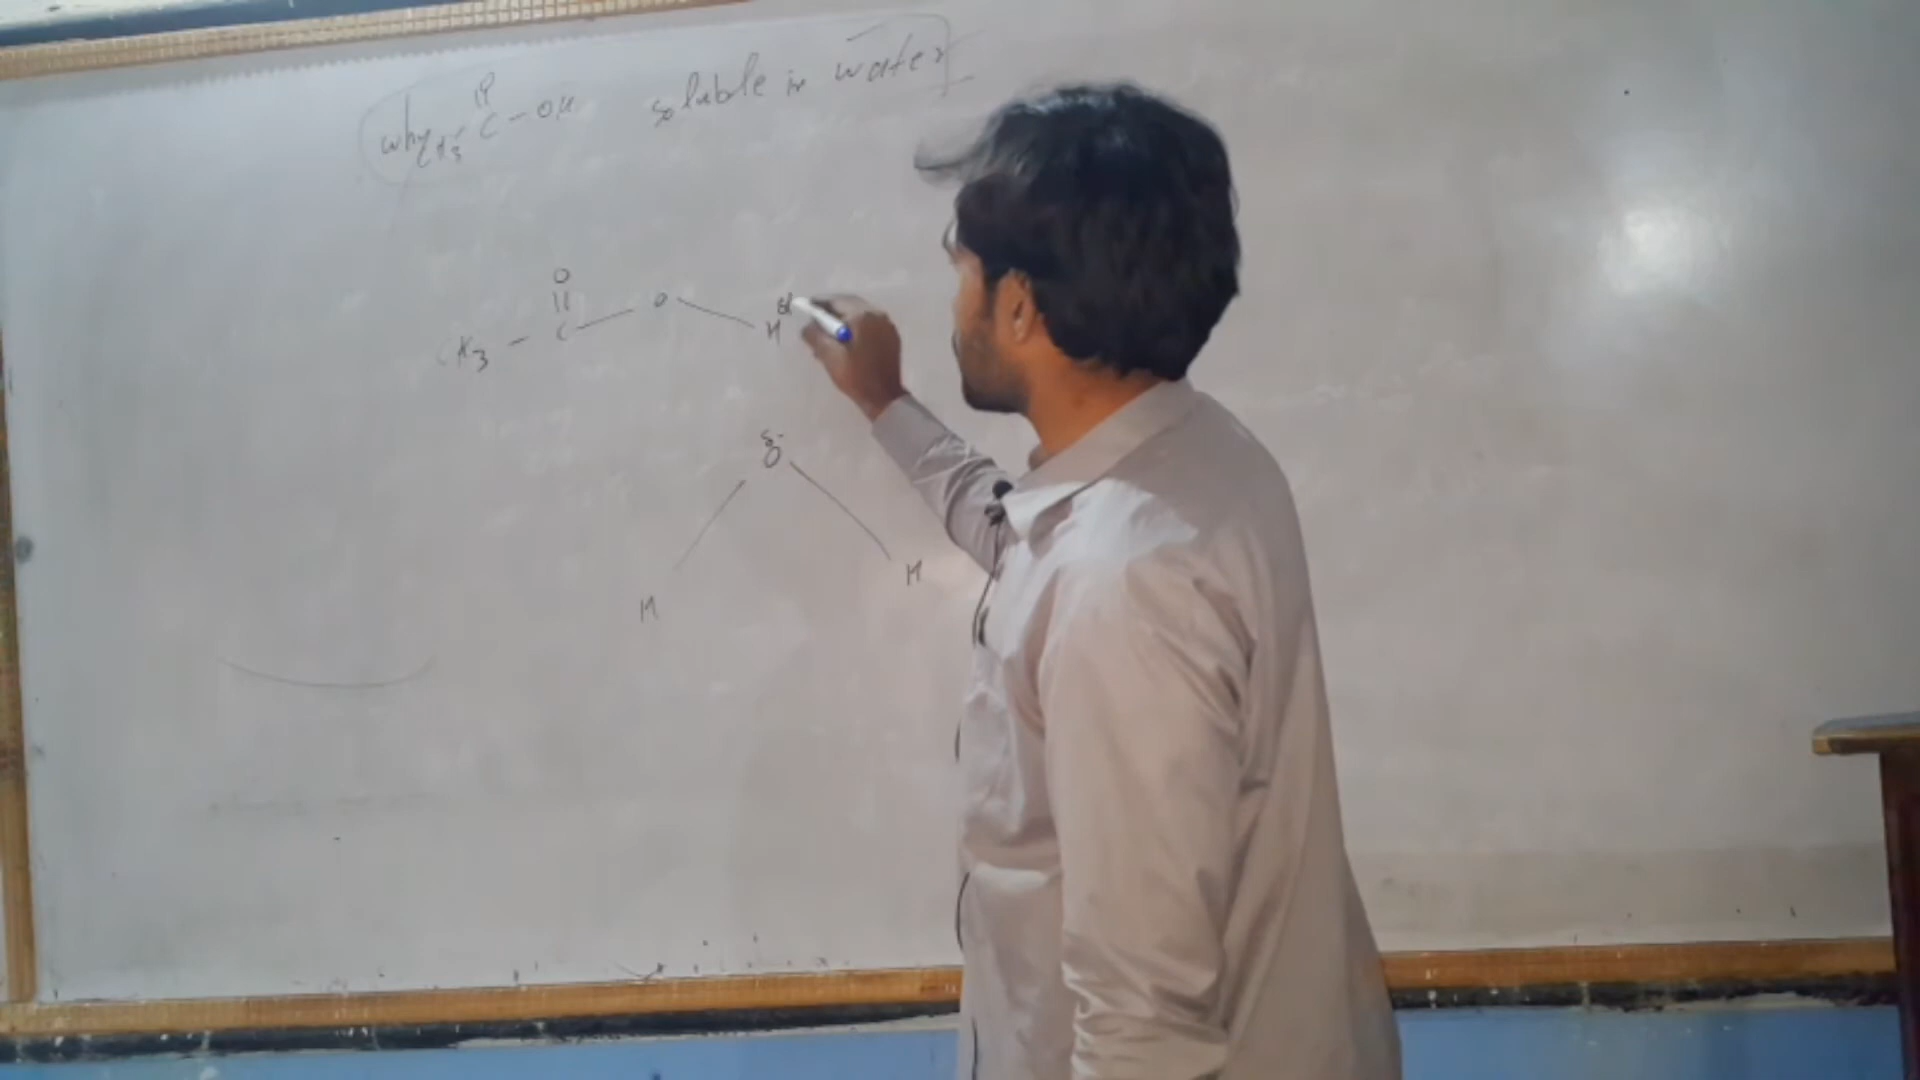 O
why CH3 - C - OH soluble in water
O
CH3 - C - O - H
δ-
O
H
H